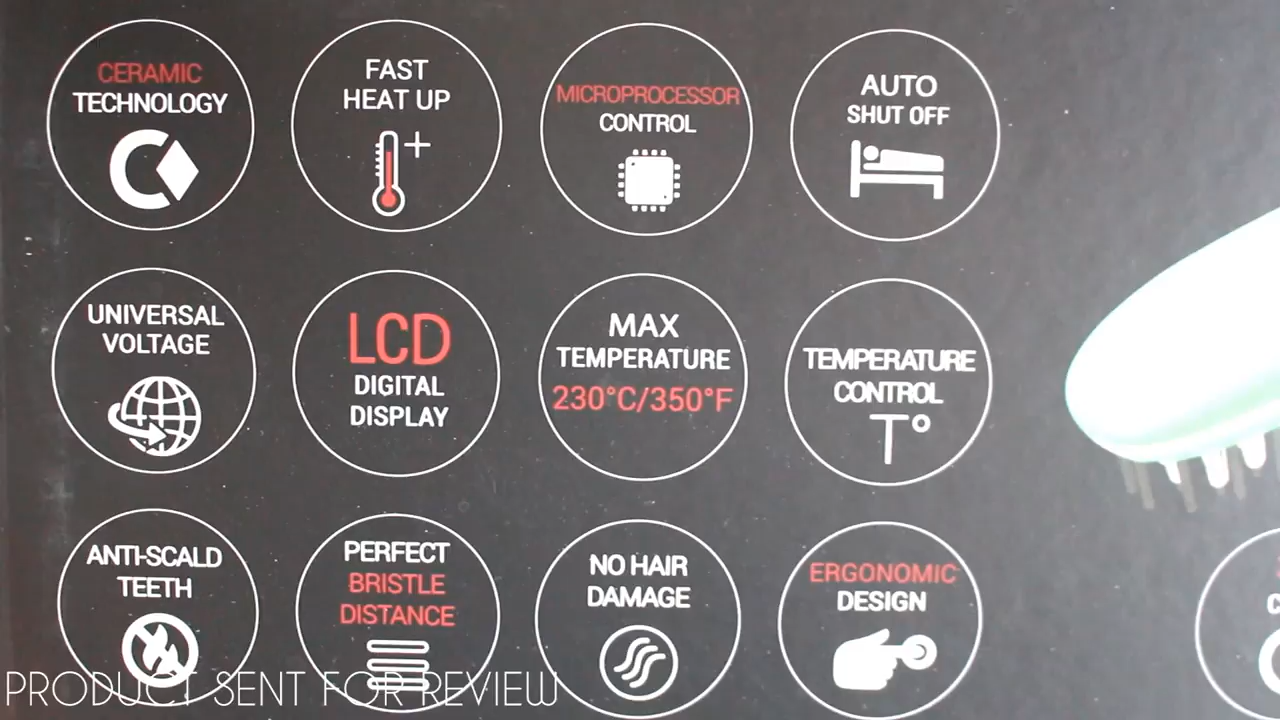 CERAMIC
TECHNOLOGY
FAST
HEAT UP
MICROPROCESSOR
CONTROL
AUTO
SHUT OFF
UNIVERSAL
VOLTAGE
LCD
DIGITAL
DISPLAY
MAX
TEMPERATURE
230°C/350°F
TEMPERATURE
CONTROL
T°
ANTI-SCALD
TEETH
PERFECT
BRISTLE
DISTANCE
NO HAIR
DAMAGE
ERGONOMIC
DESIGN
PRODUCT SENT FOR REVIEW